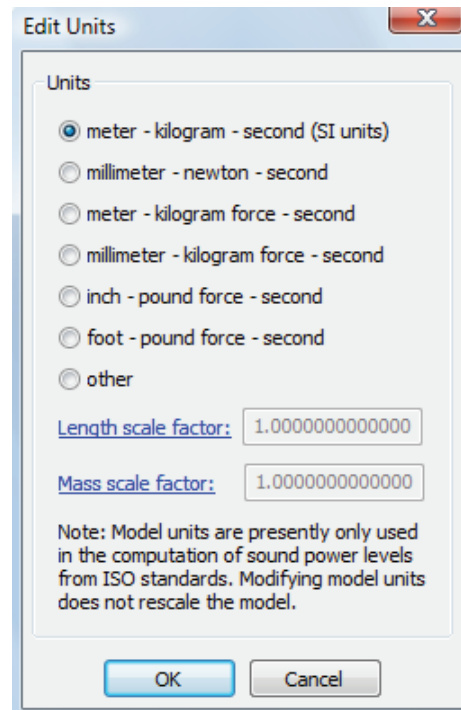 Edit Units
Units
meter - kilogram - second (SI units)
millimeter - newton - second
meter - kilogram force - second
millimeter - kilogram force - second
inch - pound force - second
foot - pound force - second
other
Length scale factor: 1.0000000000000
Mass scale factor: 1.0000000000000
Note: Model units are presently only used
in the computation of sound power levels
from ISO standards. Modifying model units
does not rescale the model.
OK Cancel